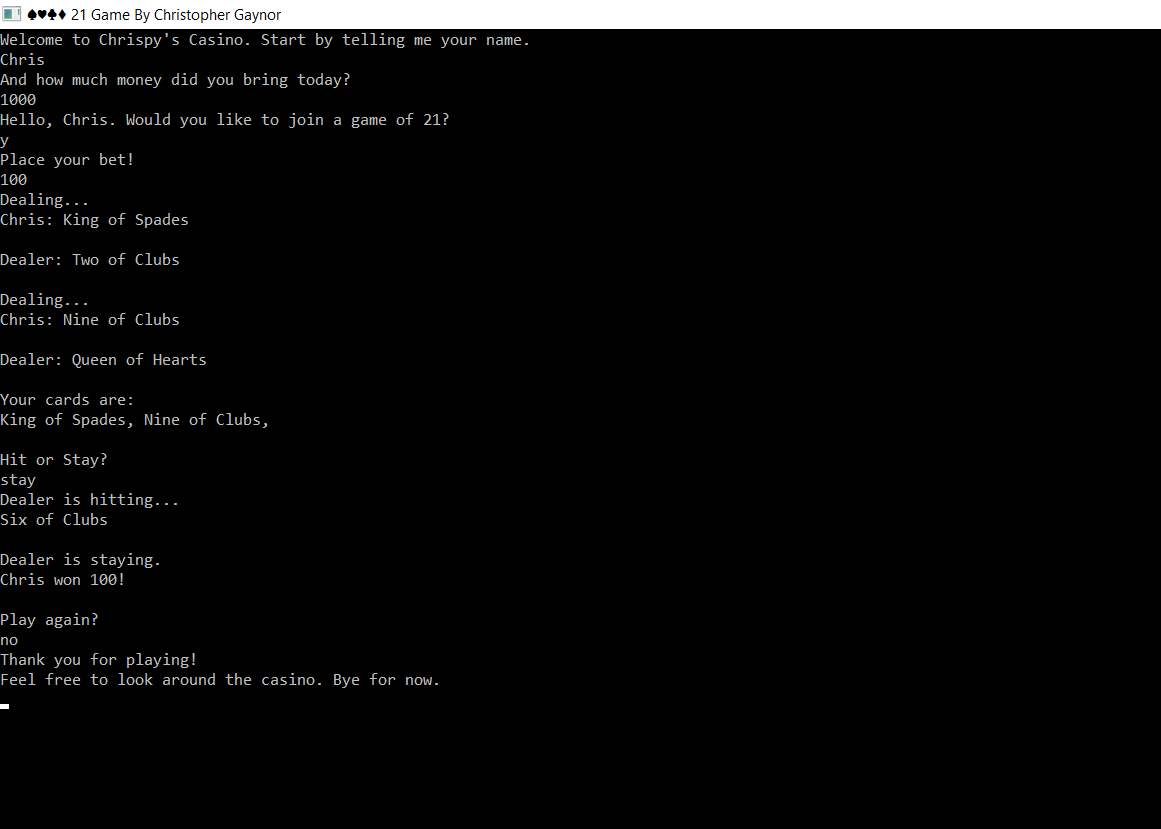 ♠♥♣♦ 21 Game By Christopher Gaynor
Welcome to Chrispy's Casino. Start by telling me your name.
Chris
And how much money did you bring today?
1000
Hello, Chris. Would you like to join a game of 21?
y
Place your bet!
100
Dealing...
Chris: King of Spades
Dealer: Two of Clubs
Dealing...
Chris: Nine of Clubs
Dealer: Queen of Hearts
Your cards are:
King of Spades, Nine of Clubs,
Hit or Stay?
stay
Dealer is hitting...
Six of Clubs
Dealer is staying.
Chris won 100!
Play again?
no
Thank you for playing!
Feel free to look around the casino. Bye for now.